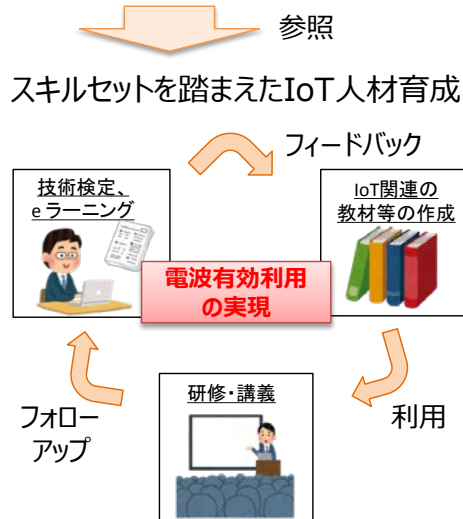 参照
スキルセットを踏まえたIoT人材育成
フィードバック
技術検定、
eラーニング
IoT関連の
教材等の作成
電波有効利用
の実現
フォロー
アップ
研修・講義
利用